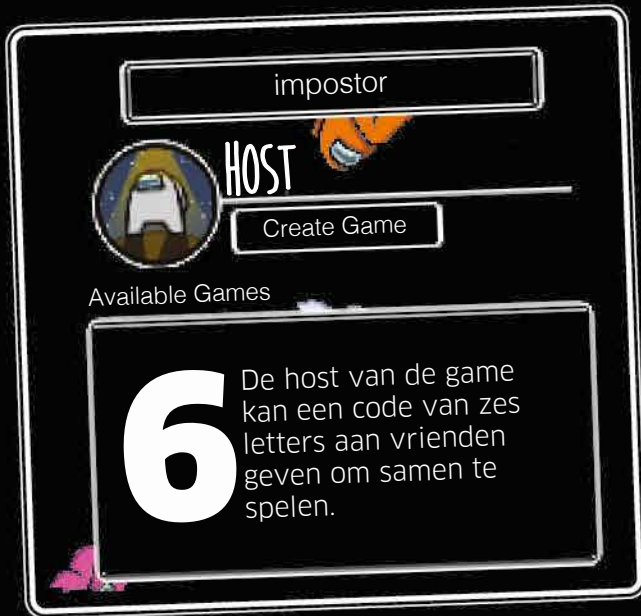 impostor
HOST
Create Game
Available Games
6
De host van de game
kan een code van zes
letters aan vrienden
geven om samen te
spelen.